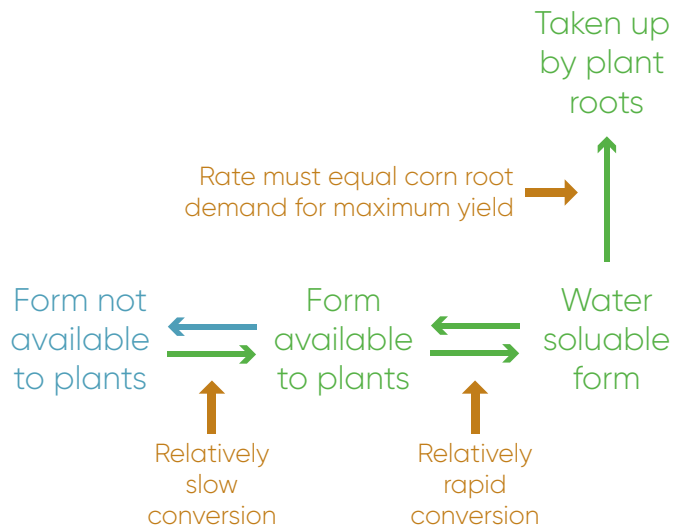 Taken up
by plant
roots
Rate must equal corn root
demand for maximum yield
Form not
available
to plants
Form
available
to plants
Water
soluable
form
Relatively
slow
conversion
Relatively
rapid
conversion